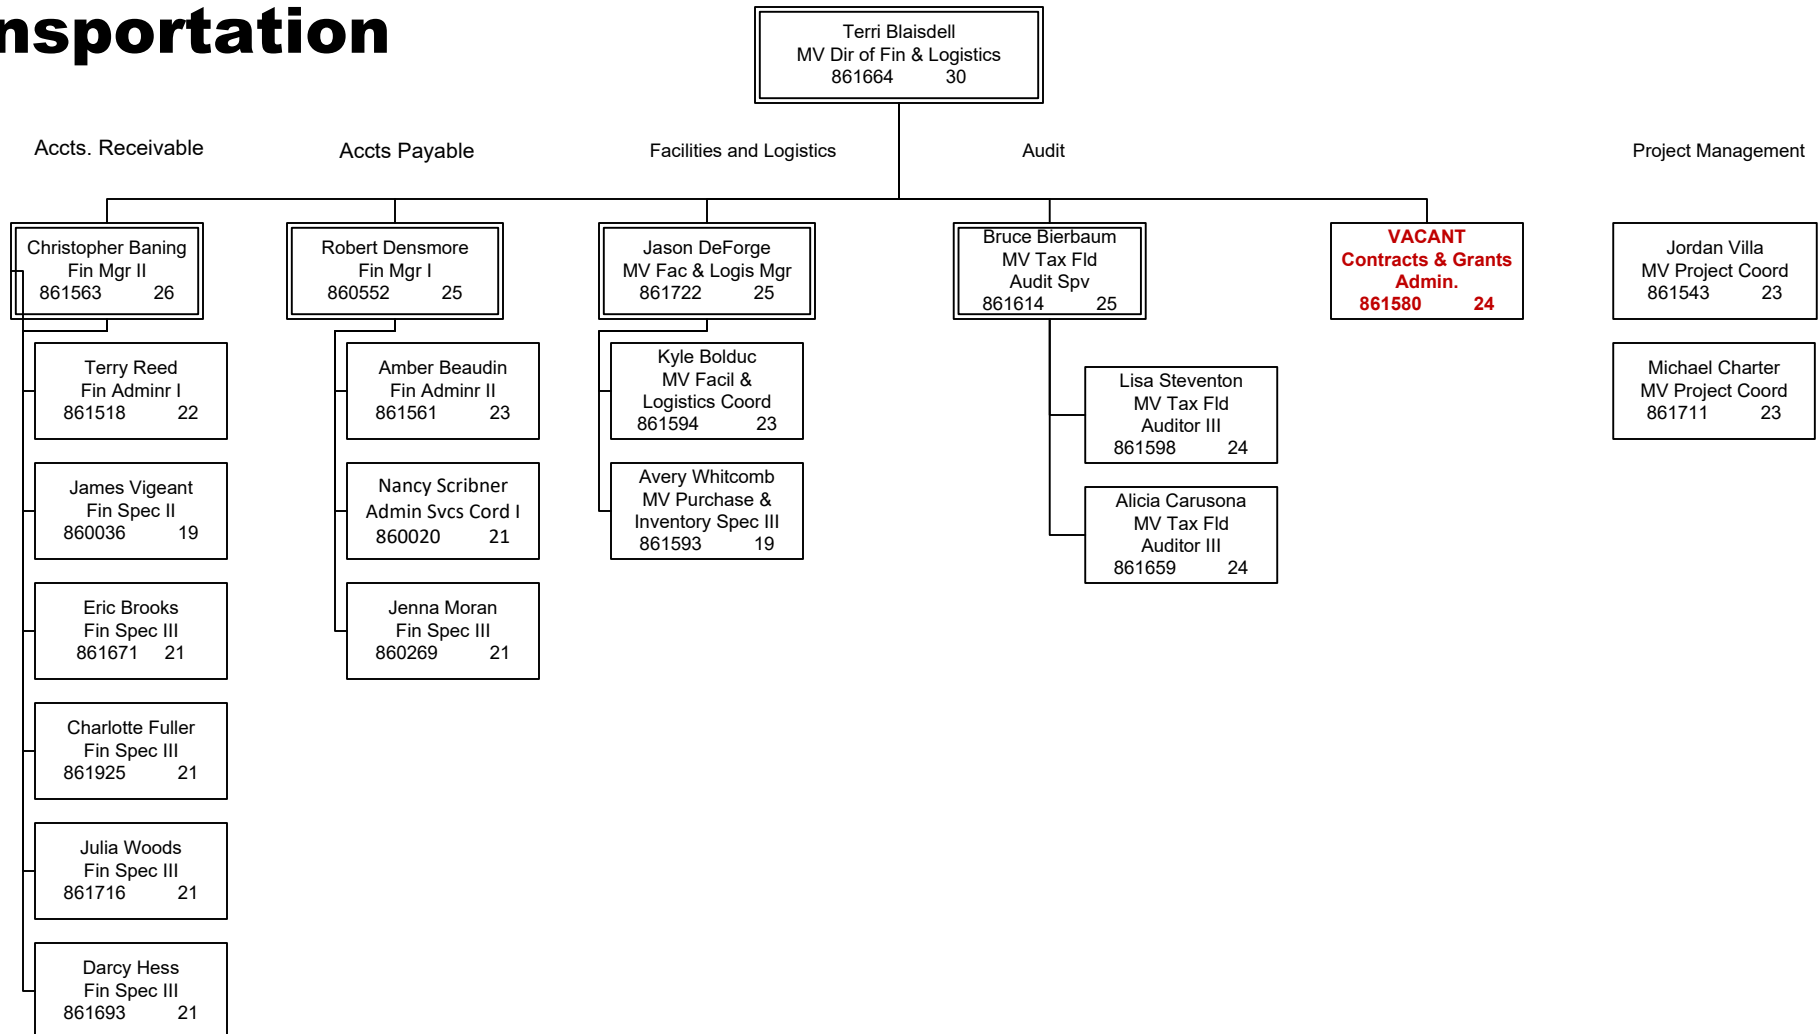 nsportation
Terri Blaisdell
MV Dir of Fin & Logistics
861664 30
Accts. Receivable
Accts Payable
Facilities and Logistics
Audit
Project Management
Christopher Baning
Fin Mgr II
861563 26
Robert Densmore
Fin Mgr I
860552 25
Jason DeForge
MV Fac & Logis Mgr
861722 25
Bruce Bierbaum
MV Tax Fld
Audit Spv
861614 25
VACANT
Contracts & Grants
Admin.
861580 24
Jordan Villa
MV Project Coord
861543 23
Terry Reed
Fin Adminr I
861518 22
Amber Beaudin
Fin Adminr II
861561 23
Kyle Bolduc
MV Facil &
Logistics Coord
861594 23
Lisa Steventon
MV Tax Fld
Auditor III
861598 24
Michael Charter
MV Project Coord
861711 23
James Vigeant
Fin Spec II
860036 19
Nancy Scribner
Admin Svcs Cord I
860020 21
Avery Whitcomb
MV Purchase &
Inventory Spec III
861593 19
Alicia Carusona
MV Tax Fld
Auditor III
861659 24
Eric Brooks
Fin Spec III
861671 21
Jenna Moran
Fin Spec III
860269 21
Charlotte Fuller
Fin Spec III
861925 21
Julia Woods
Fin Spec III
861716 21
Darcy Hess
Fin Spec III
861693 21